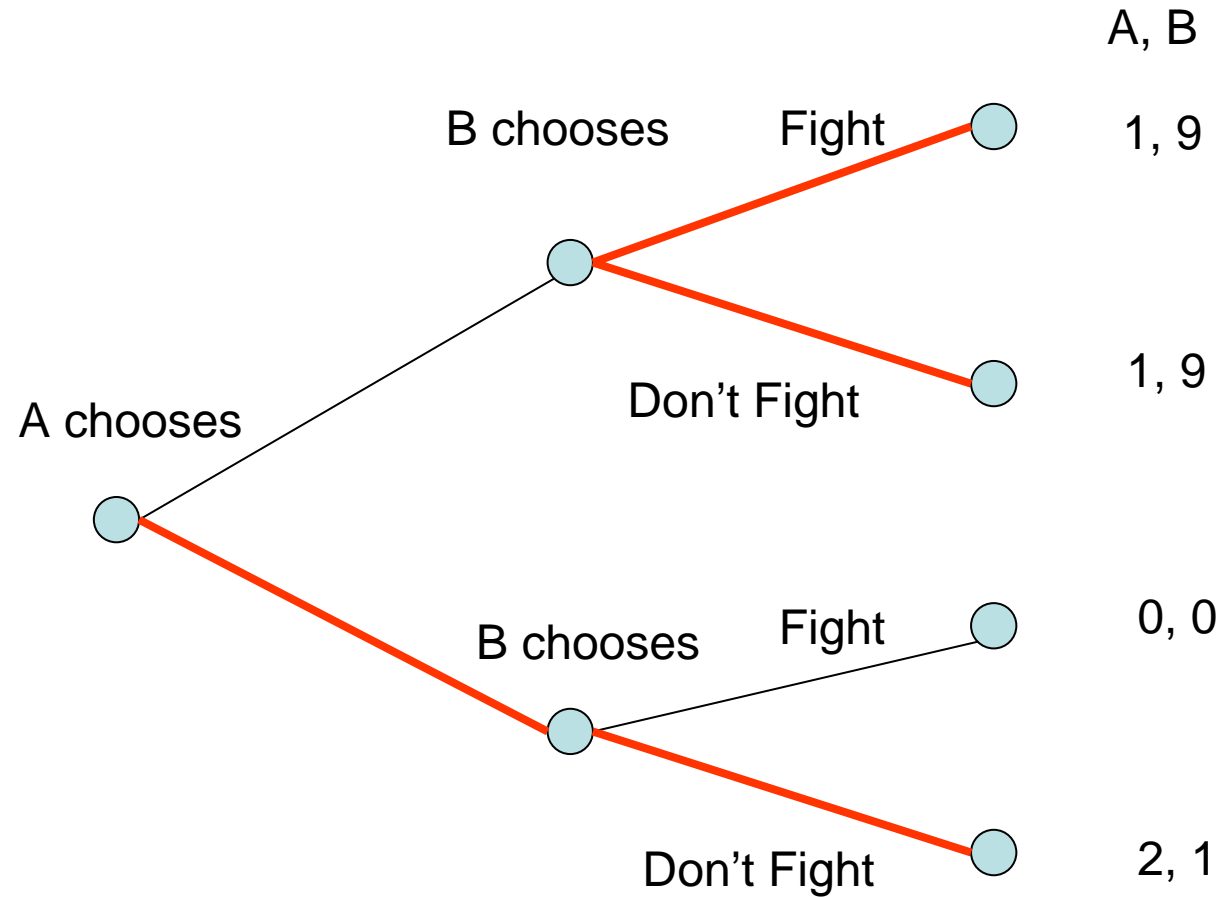 A, B
B chooses
Fight
1, 9
1, 9
Don’t Fight
A chooses
0, 0
Fight
B chooses
2, 1
Don’t Fight